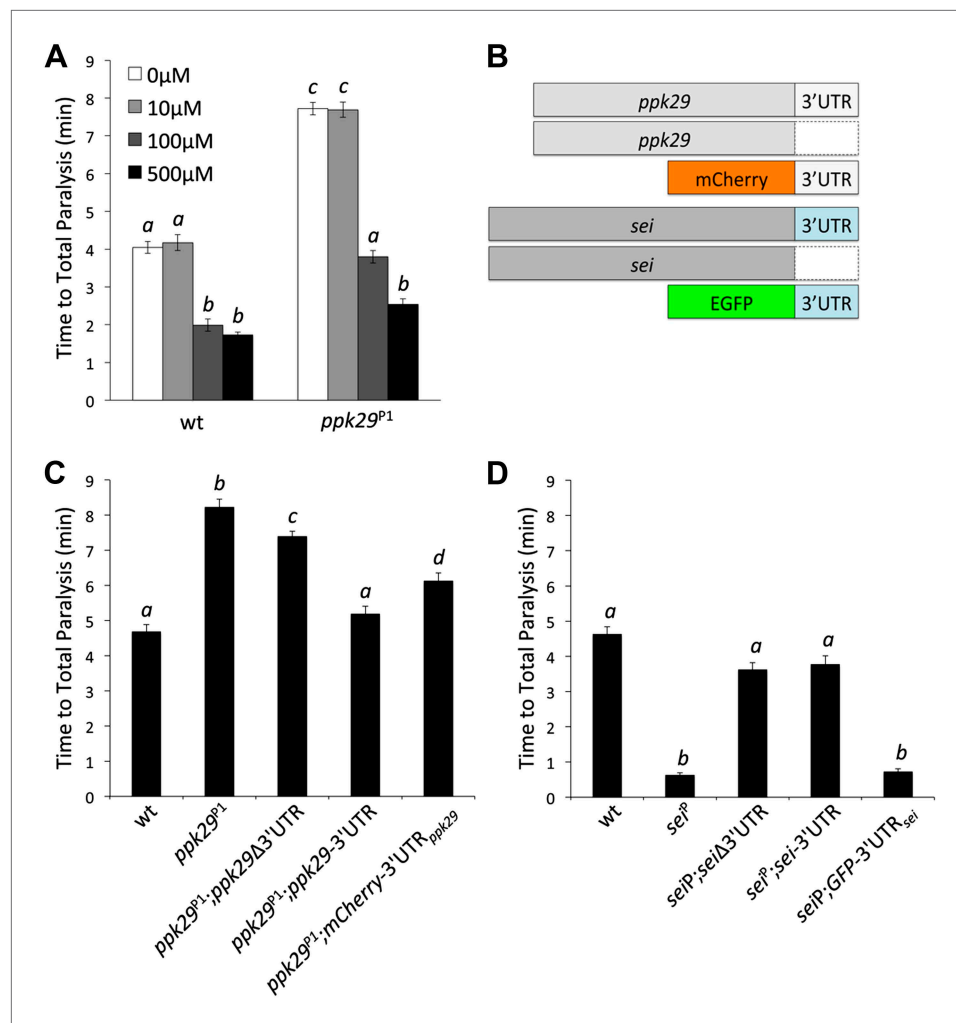 A
Time to Total Paralysis (min)
9
8
7
6
5
4
3
2
1
0
0µM
10µM
100µM
500µM
a
a
b
b
c
c
a
b
wt
ppk29ᴾ¹
B
ppk29 3'UTR
ppk29
mCherry 3'UTR
sei 3'UTR
sei
EGFP 3'UTR
C
Time to Total Paralysis (min)
9
8
7
6
5
4
3
2
1
0
a
b
c
a
d
wt
ppk29ᴾ¹
ppk29ᴾ¹;ppk29Δ3'UTR
ppk29ᴾ¹;ppk29-3'UTR
ppk29ᴾ¹;mCherry-3'UTRppk29
D
Time to Total Paralysis (min)
9
8
7
6
5
4
3
2
1
0
a
b
a
a
b
wt
seiᴾ
seiP;seiΔ3'UTR
seiᴾ;sei-3'UTR
seiP;GFP-3'UTRsei